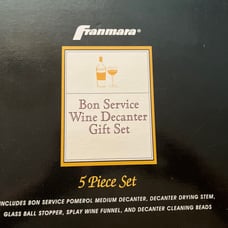 Franmara®
Bon Service
Wine Decanter
Gift Set
5 Piece Set
INCLUDES BON SERVICE POMEROL MEDIUM DECANTER, DECANTER DRYING STEM,
GLASS BALL STOPPER, SPLAY WINE FUNNEL, AND DECANTER CLEANING BEADS